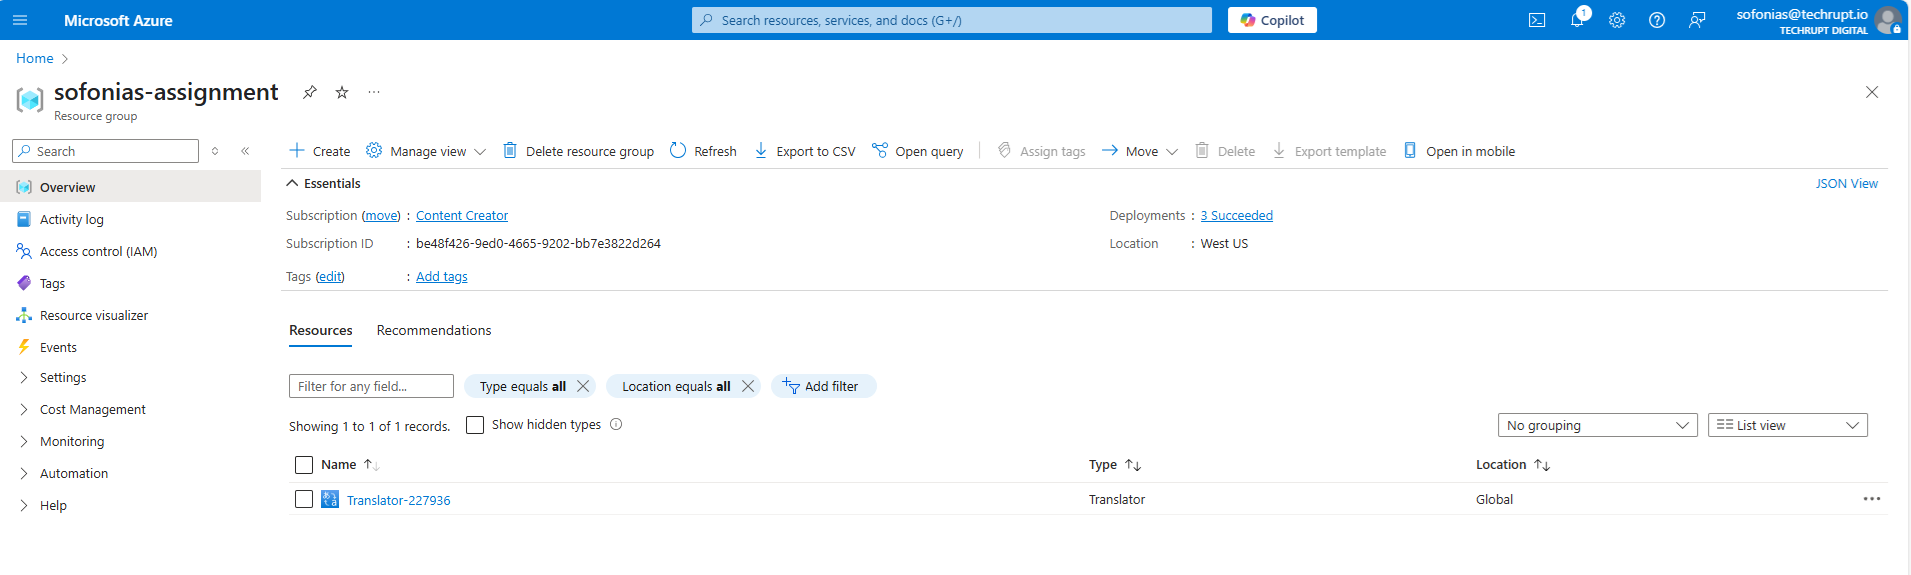 Microsoft Azure
Search resources, services, and docs (G+/)
Copilot
1
sofonias@techrupt.io
TECHRUPT DIGITAL
Home
sofonias-assignment
Resource group
Search
Create
Manage view
Delete resource group
Refresh
Export to CSV
Open query
Assign tags
Move
Delete
Export template
Open in mobile
Overview
Activity log
Access control (IAM)
Tags
Resource visualizer
Events
Settings
Cost Management
Monitoring
Automation
Help
Essentials
JSON View
Subscription (move) : Content Creator
Subscription ID : be48f426-9ed0-4665-9202-bb7e3822d264
Tags (edit) : Add tags
Deployments : 3 Succeeded
Location : West US
Resources
Recommendations
Filter for any field...
Type equals all
Location equals all
Add filter
Showing 1 to 1 of 1 records.
Show hidden types
No grouping
List view
Name
Type
Location
Translator-227936
Translator
Global